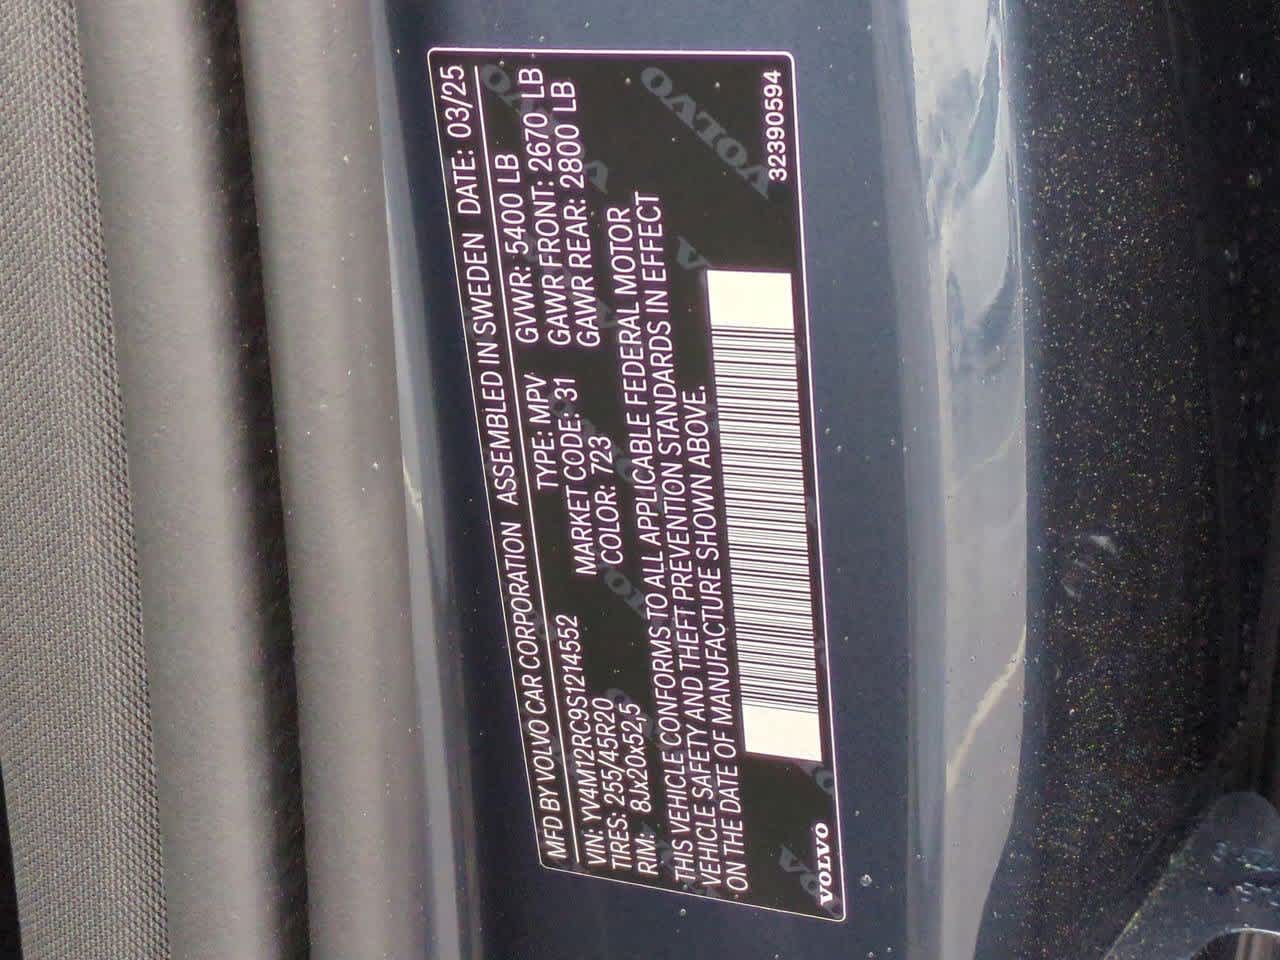 MFD BY VOLVO CAR CORPORATION ASSEMBLED IN SWEDEN DATE: 03/25
VIN: YV4M12RC9S1214552 TYPE: MPV GVWR: 5400 LB
TIRES: 255/45R20 MARKET CODE: 31 GAWR FRONT: 2670 LB
RIM: 8Jx20x52,5 COLOR: 723 GAWR REAR: 2800 LB
THIS VEHICLE CONFORMS TO ALL APPLICABLE FEDERAL MOTOR
VEHICLE SAFETY AND THEFT PREVENTION STANDARDS IN EFFECT
ON THE DATE OF MANUFACTURE SHOWN ABOVE.
VOLVO 32390594